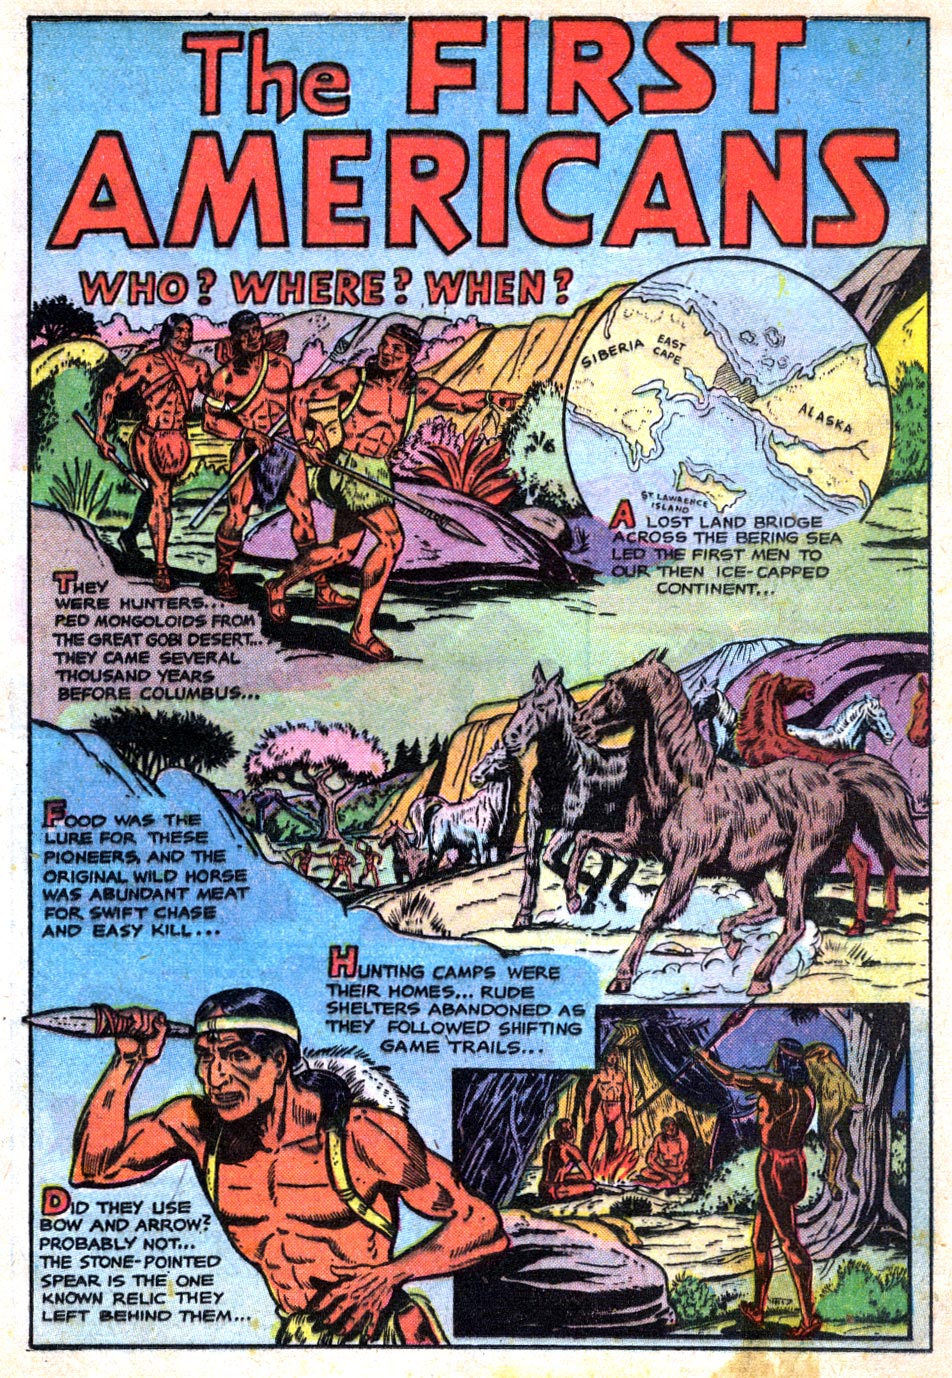 The FIRST
AMERICANS
WHO? WHERE? WHEN?
SIBERIA
EAST
CAPE
ALASKA
ST. LAWRENCE
ISLAND
A LOST LAND BRIDGE
ACROSS THE BERING SEA
LED THE FIRST MEN TO
OUR THEN ICE-CAPPED
CONTINENT...
THEY
WERE HUNTERS...
RED MONGOLOIDS FROM
THE GREAT GOBI DESERT...
THEY CAME SEVERAL
THOUSAND YEARS
BEFORE COLUMBUS...
FOOD WAS THE
LURE FOR THESE
PIONEERS, AND THE
ORIGINAL WILD HORSE
WAS ABUNDANT MEAT
FOR SWIFT CHASE
AND EASY KILL...
HUNTING CAMPS WERE
THEIR HOMES... RUDE
SHELTERS ABANDONED AS
THEY FOLLOWED SHIFTING
GAME TRAILS...
DID THEY USE
BOW AND ARROW?
PROBABLY NOT...
THE STONE-POINTED
SPEAR IS THE ONE
KNOWN RELIC THEY
LEFT BEHIND THEM...